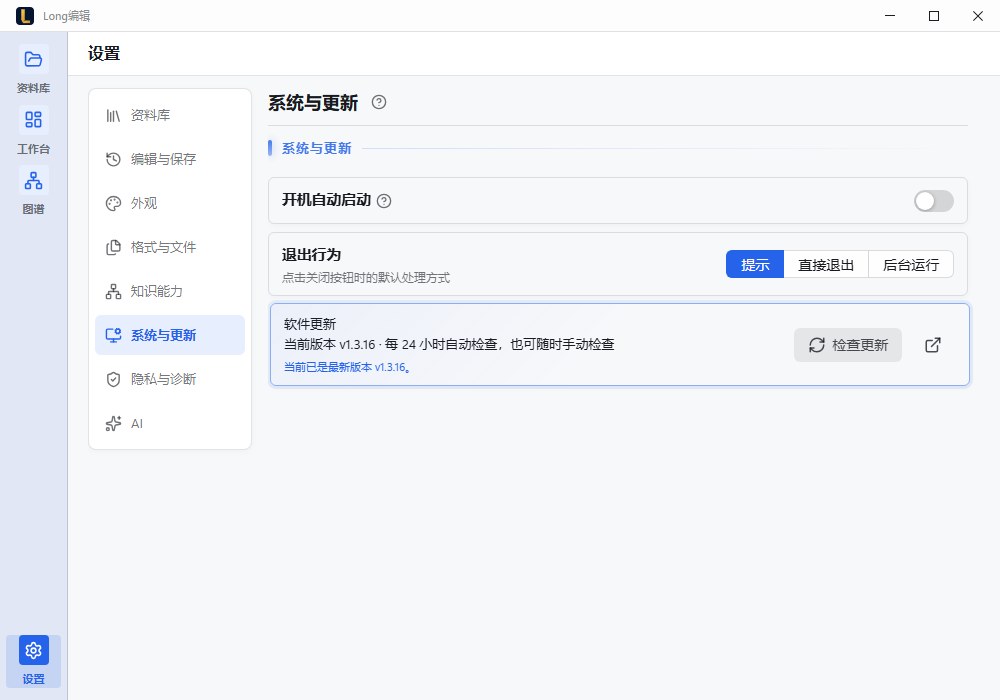 Long编辑
资料库
工作台
图谱
设置
设置
资料库
编辑与保存
外观
格式与文件
知识能力
系统与更新
隐私与诊断
AI
系统与更新
系统与更新
开机自动启动
退出行为
点击关闭按钮时的默认处理方式
提示
直接退出
后台运行
软件更新
当前版本 v1.3.16 · 每 24 小时自动检查，也可随时手动检查
当前已是最新版本 v1.3.16。
检查更新